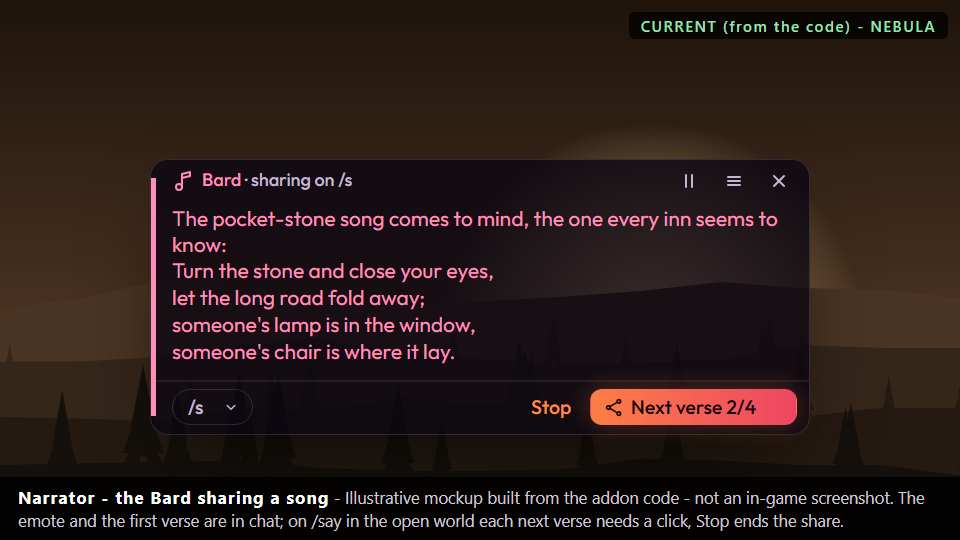 CURRENT (from the code) - NEBULA
Bard · sharing on /s
The pocket-stone song comes to mind, the one every inn seems to
know:
Turn the stone and close your eyes,
let the long road fold away;
someone's lamp is in the window,
someone's chair is where it lay.
/s
Stop
Next verse 2/4
Narrator - the Bard sharing a song - Illustrative mockup built from the addon code - not an in-game screenshot. The
emote and the first verse are in chat; on /say in the open world each next verse needs a click, Stop ends the share.